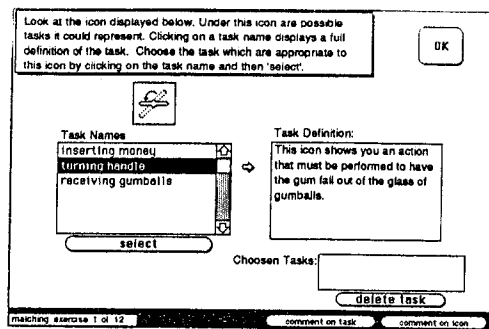 Look at the icon displayed below. Under this icon are possible
tasks it could represent. Clicking on a task name displays a full
definition of the task. Choose the task which are appropriate to
this icon by clicking on the task name and then 'select'.
OK
Task Names
inserting money
turning handle
receiving gumballs
select
Task Definition:
This icon shows you an action
that must be performed to have
the gum fall out of the glass of
gumballs.
Choosen Tasks:
delete task
matching exercise 1 of 12
comment on task
comment on icon